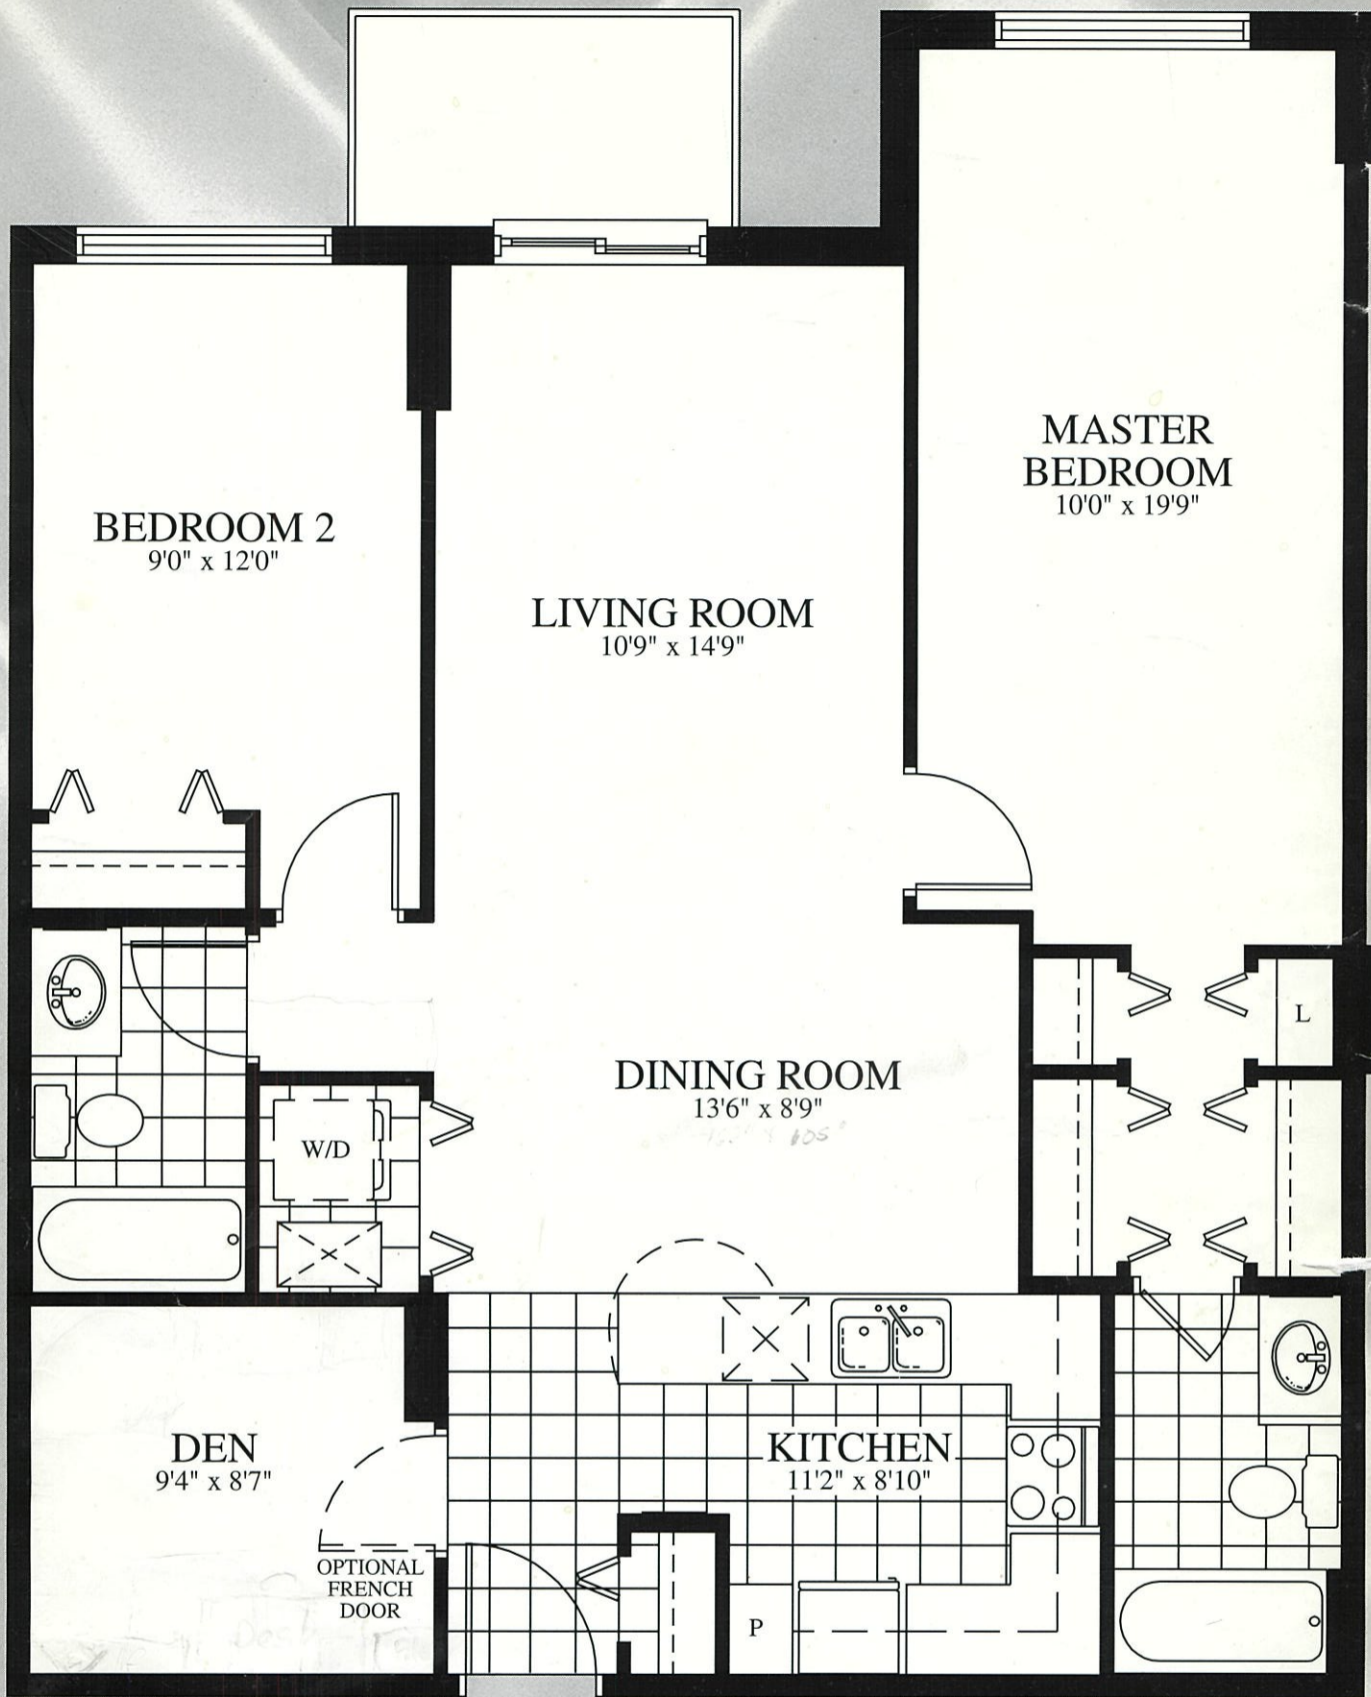 MASTER
BEDROOM
10'0" x 19'9"
BEDROOM 2
9'0" x 12'0"
LIVING ROOM
10'9" x 14'9"
L
DINING ROOM
13'6" x 8'9"
W/D
DEN
9'4" x 8'7"
KITCHEN
11'2" x 8'10"
OPTIONAL
FRENCH
DOOR
P